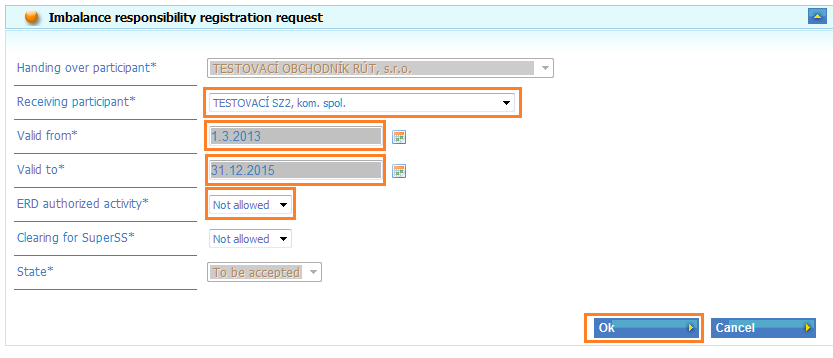 Imbalance responsibility registration request
Handing over participant* TESTOVACÍ OBCHODNÍK RÚT, s.r.o.
Receiving participant* TESTOVACÍ SZ2, kom. spol.
Valid from* 1.3.2013
Valid to* 31.12.2015
ERD authorized activity* Not allowed
Clearing for SuperSS* Not allowed
State* To be accepted
Ok Cancel